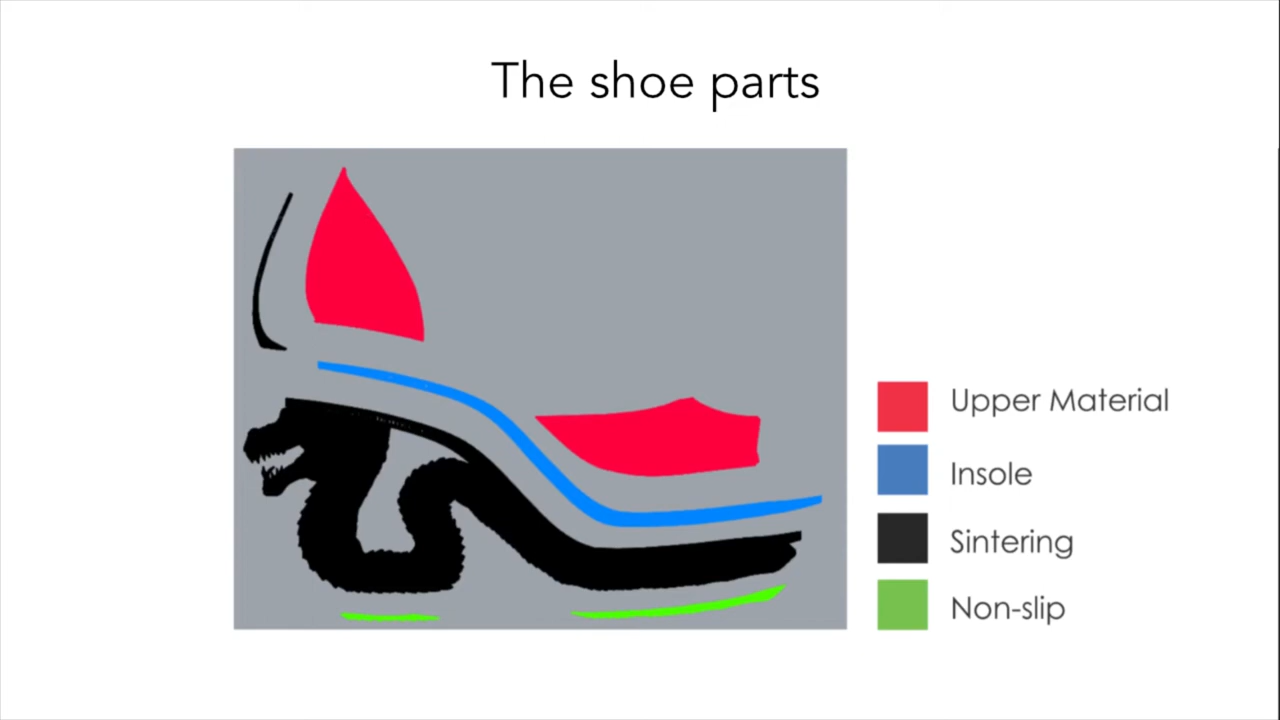 The shoe parts
Upper Material
Insole
Sintering
Non-slip